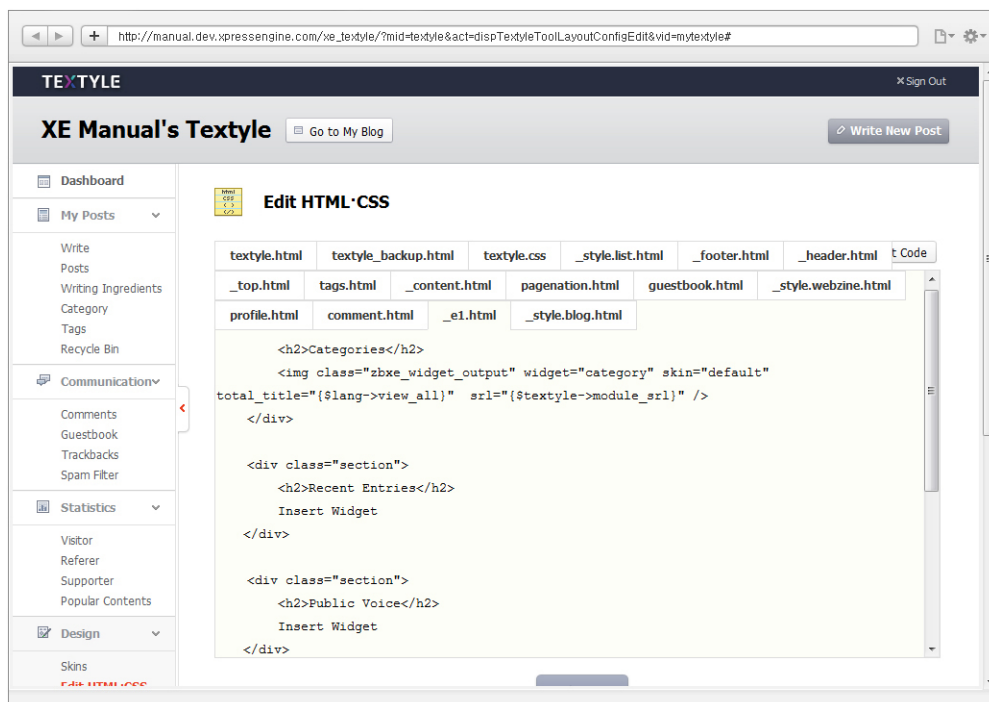 http://manual.dev.xpressengine.com/xe_textyle/?mid=textyle&act=dispTextyleToolLayoutConfigEdit&vid=mytextyle#
TEXTYLE
Sign Out
XE Manual's Textyle
Go to My Blog
Write New Post
Dashboard
My Posts
Write
Posts
Writing Ingredients
Category
Tags
Recycle Bin
Communication
Comments
Guestbook
Trackbacks
Spam Filter
Statistics
Visitor
Referer
Supporter
Popular Contents
Design
Skins
Edit HTML·CSS
html
css
< >
</>
Edit HTML·CSS
textyle.html textyle_backup.html textyle.css _style.list.html _footer.html _header.html t Code
_top.html tags.html _content.html pagenation.html guestbook.html _style.webzine.html
profile.html comment.html _e1.html _style.blog.html
<h2>Categories</h2>
<img class="zbxe_widget_output" widget="category" skin="default"
total_title="{$lang->view_all}" srl="{$textyle->module_srl}" />
</div>
<div class="section">
<h2>Recent Entries</h2>
Insert Widget
</div>
<div class="section">
<h2>Public Voice</h2>
Insert Widget
</div>